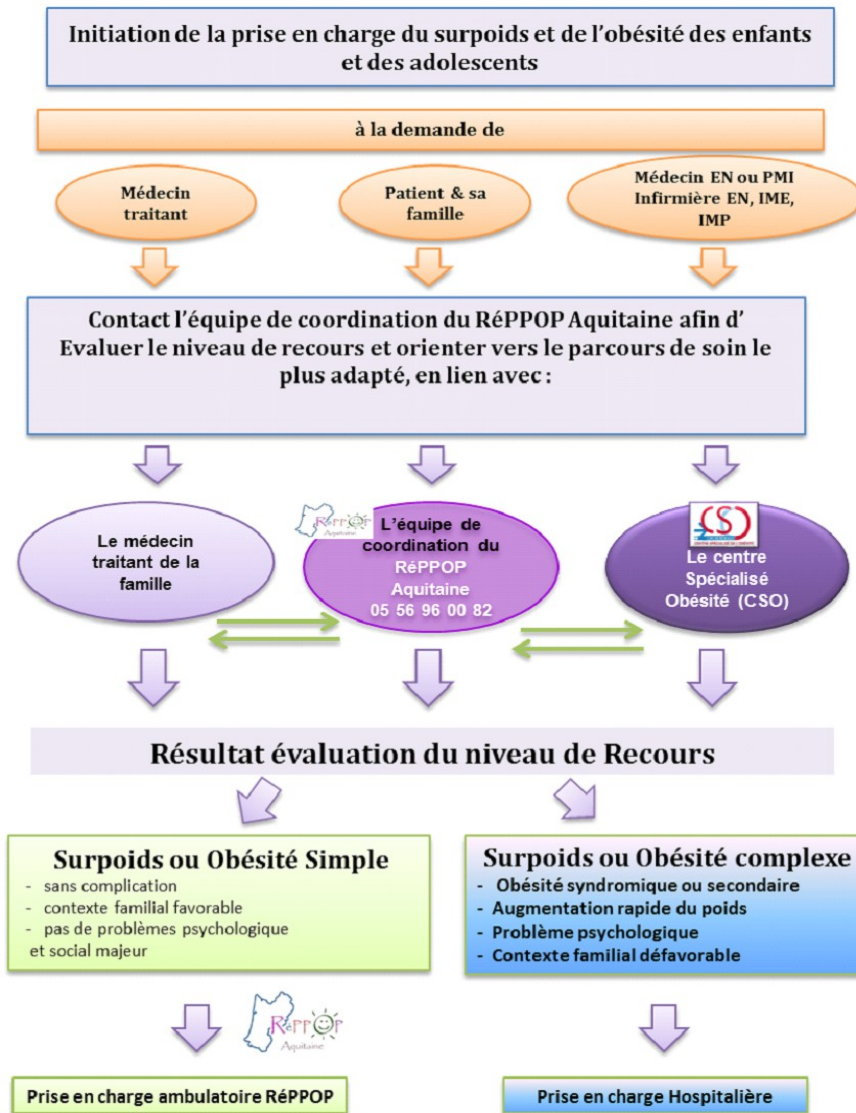 Initiation de la prise en charge du surpoids et de l'obésité des enfants
et des adolescents
à la demande de
Médecin
traitant
Patient & sa
famille
Médecin EN ou PMI
Infirmière EN, IME,
IMP
Contact l'équipe de coordination du RéPPOP Aquitaine afin d'
Evaluer le niveau de recours et orienter vers le parcours de soin le
plus adapté, en lien avec :
Le médecin
traitant de la
famille
RéPPOP
Aquitaine
L'équipe de
coordination du
RéPPOP
Aquitaine
05 56 96 00 82
CSO
Le centre
Spécialisé
Obésité (CSO)
Résultat évaluation du niveau de Recours
Surpoids ou Obésité Simple
- sans complication
- contexte familial favorable
- pas de problèmes psychologique
et social majeur
Surpoids ou Obésité complexe
- Obésité syndromique ou secondaire
- Augmentation rapide du poids
- Problème psychologique
- Contexte familial défavorable
RéPPOP
Aquitaine
Prise en charge ambulatoire RéPPOP
Prise en charge Hospitalière